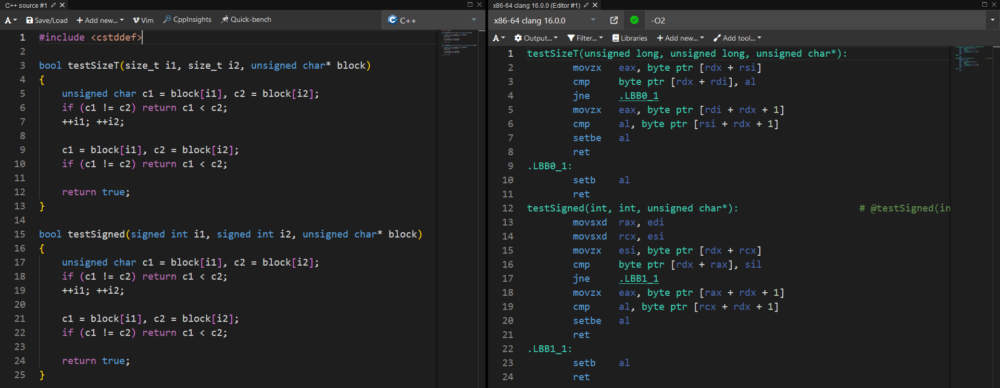 C++ source #1
A Save/Load Add new... Vim CppInsights Quick-bench C++
1 #include <cstddef>
2
3 bool testSizeT(size_t i1, size_t i2, unsigned char* block)
4 {
5 unsigned char c1 = block[i1], c2 = block[i2];
6 if (c1 != c2) return c1 < c2;
7 ++i1; ++i2;
8
9 c1 = block[i1], c2 = block[i2];
10 if (c1 != c2) return c1 < c2;
11
12 return true;
13 }
14
15 bool testSigned(signed int i1, signed int i2, unsigned char* block)
16 {
17 unsigned char c1 = block[i1], c2 = block[i2];
18 if (c1 != c2) return c1 < c2;
19 ++i1; ++i2;
20
21 c1 = block[i1], c2 = block[i2];
22 if (c1 != c2) return c1 < c2;
23
24 return true;
25 }
x86-64 clang 16.0.0 (Editor #1)
x86-64 clang 16.0.0 -O2
A Output... Filter... Libraries Add new... Add tool...
1 testSizeT(unsigned long, unsigned long, unsigned char*):
2 movzx eax, byte ptr [rdx + rsi]
3 cmp byte ptr [rdx + rdi], al
4 jne .LBB0_1
5 movzx eax, byte ptr [rdi + rdx + 1]
6 cmp al, byte ptr [rsi + rdx + 1]
7 setbe al
8 ret
9 .LBB0_1:
10 setb al
11 ret
12 testSigned(int, int, unsigned char*): # @testSigned(in
13 movsxd rax, edi
14 movsxd rcx, esi
15 movzx esi, byte ptr [rdx + rcx]
16 cmp byte ptr [rdx + rax], sil
17 jne .LBB1_1
18 movzx eax, byte ptr [rax + rdx + 1]
19 cmp al, byte ptr [rcx + rdx + 1]
20 setbe al
21 ret
22 .LBB1_1:
23 setb al
24 ret